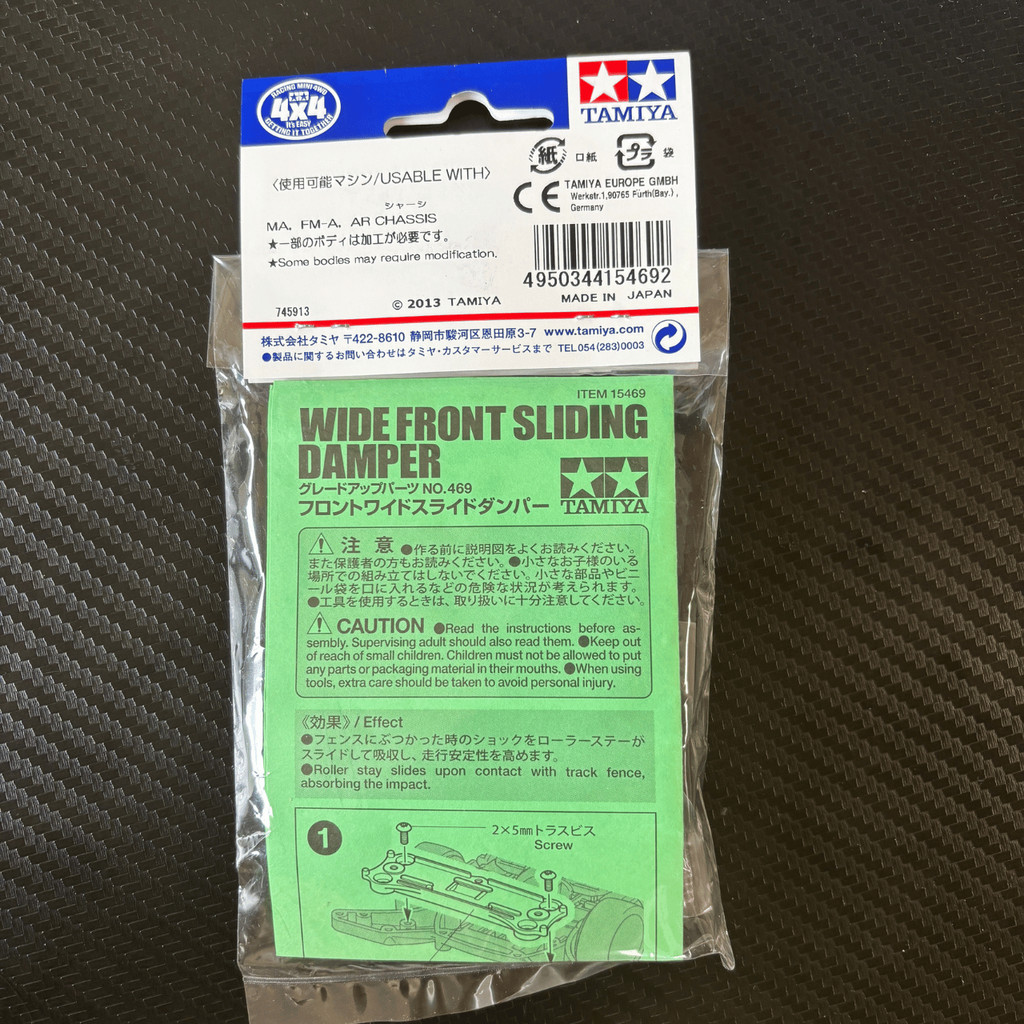 RACING MINI 4WD
4x4
It's EASY
GETTING IT TOGETHER
TAMIYA
紙 口紙 プラ 袋
〈使用可能マシン/USABLE WITH〉
シャーシ
MA, FM-A, AR CHASSIS
★一部のボディは加工が必要です。
★Some bodies may require modification.
CE TAMIYA EUROPE GMBH
Werkstr.1,90765 Fürth(Bay.),
Germany
4950344154692
MADE IN JAPAN
© 2013 TAMIYA
745913
株式会社タミヤ 〒422-8610 静岡市駿河区恩田原3-7 www.tamiya.com
●製品に関するお問い合わせはタミヤ・カスタマーサービスまで TEL054(283)0003
ITEM 15469
WIDE FRONT SLIDING
DAMPER
グレードアップパーツ NO.469
フロントワイドスライドダンパー
TAMIYA
注意 ●作る前に説明図をよくお読みください。
また保護者の方もお読みください。●小さなお子様のいる
場所での組み立てはしないでください。小さな部品やビニ
ール袋を口に入れるなどの危険な状況が考えられます。
●工具を使用するときは、取り扱いに十分注意してください。
CAUTION ●Read the instructions before as-
sembly. Supervising adult should also read them. ●Keep out
of reach of small children. Children must not be allowed to put
any parts or packaging material in their mouths. ●When using
tools, extra care should be taken to avoid personal injury.
《効果》/ Effect
●フェンスにぶつかった時のショックをローラーステーが
スライドして吸収し、走行安定性を高めます。
●Roller stay slides upon contact with track fence,
absorbing the impact.
1
2×5㎜トラスビス
Screw